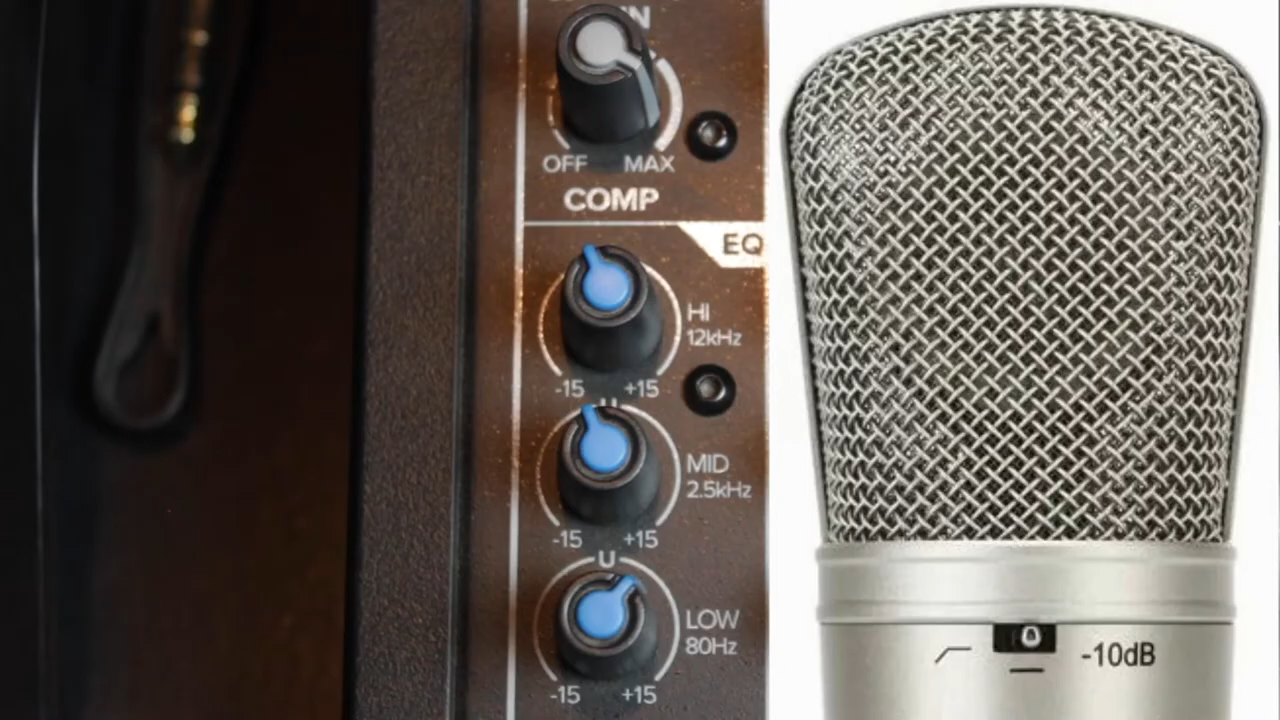 OFF MAX
COMP
EQ
HI
12kHz
-15 +15
MID
2.5kHz
-15 +15
U
LOW
80Hz
-15 +15
-10dB